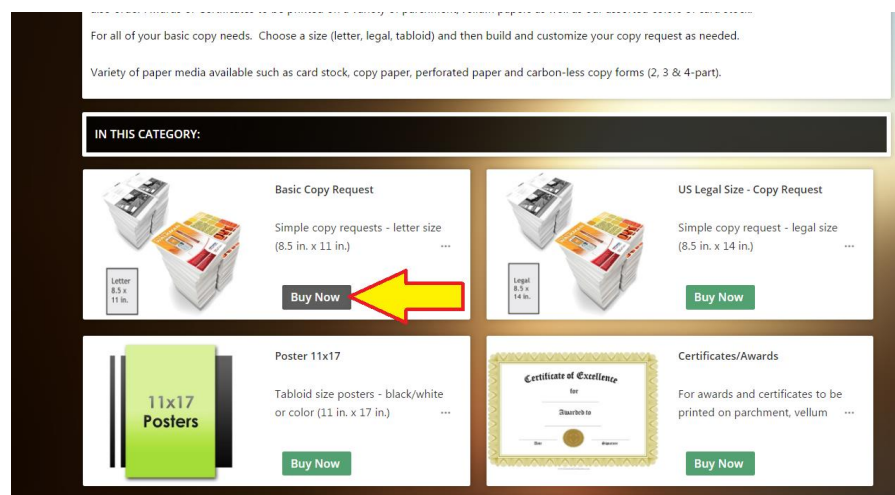 For all of your basic copy needs. Choose a size (letter, legal, tabloid) and then build and customize your copy request as needed.
Variety of paper media available such as card stock, copy paper, perforated paper and carbon-less copy forms (2, 3 & 4-part).
IN THIS CATEGORY:
Basic Copy Request
Simple copy requests - letter size
(8.5 in. x 11 in.) ...
Letter
8.5 x
11 in.
Buy Now
US Legal Size - Copy Request
Simple copy request - legal size
(8.5 in. x 14 in.) ...
Legal
8.5 x
14 in.
Buy Now
Poster 11x17
Tabloid size posters - black/white
or color (11 in. x 17 in.) ...
11x17
Posters
Buy Now
Certificates/Awards
For awards and certificates to be
printed on parchment, vellum ...
Certificate of Excellence
for
Awarded to
Date
Signature
Buy Now